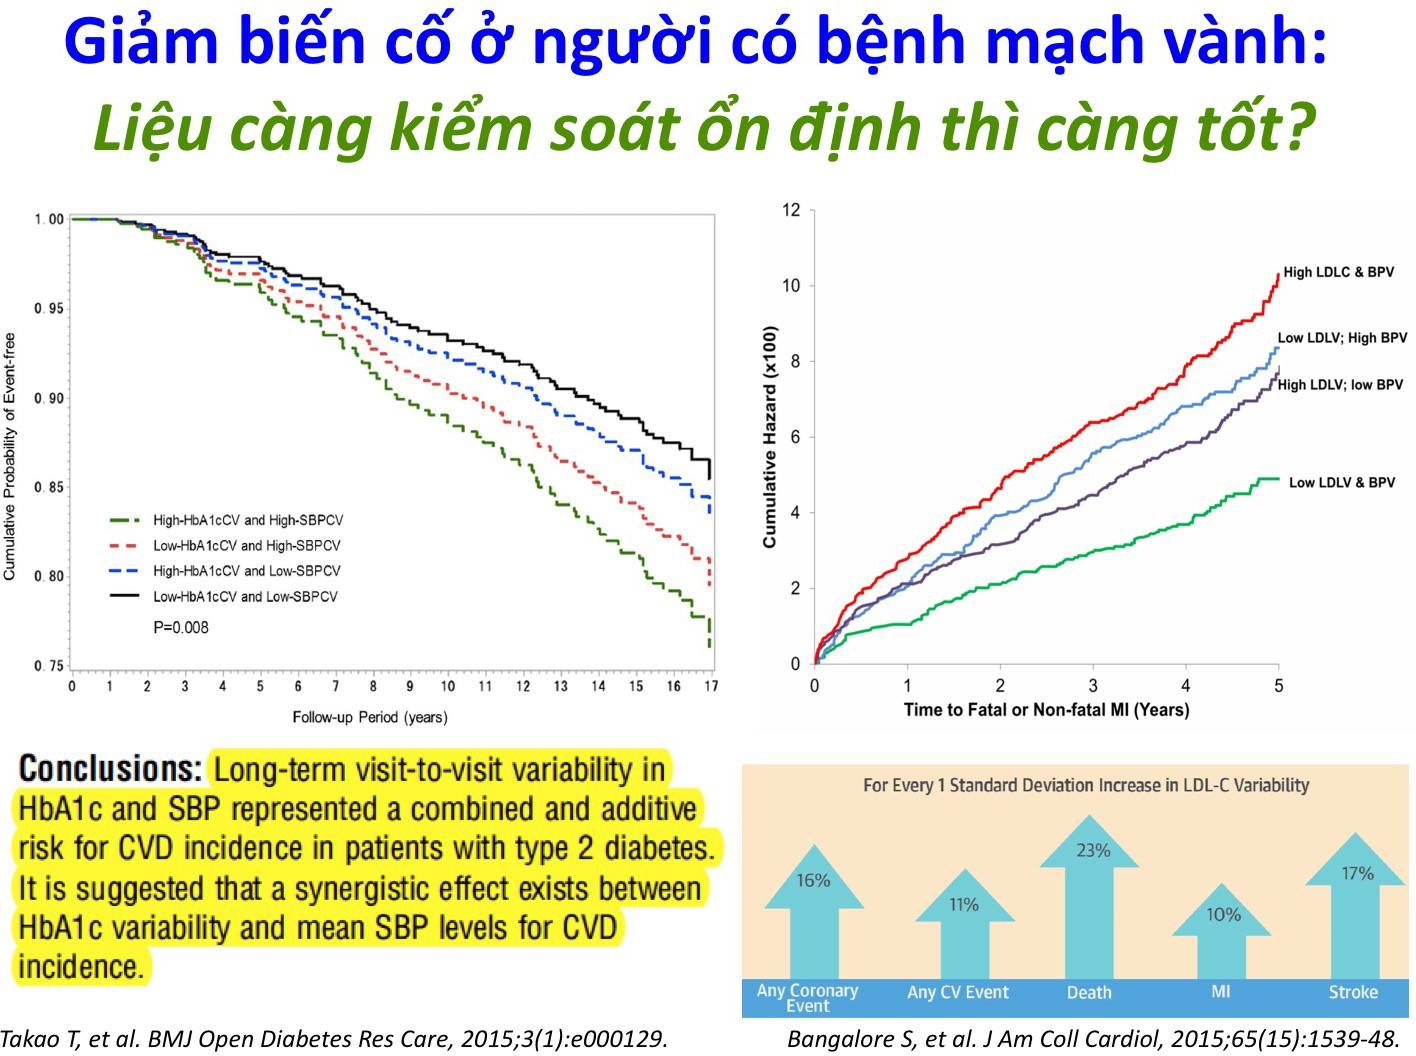 Giảm biến cố ở người có bệnh mạch vành:
Liệu càng kiểm soát ổn định thì càng tốt?
Cumulative Probability of Event-free
1.00
0.95
0.90
0.85
0.80
0.75
High-HbA1cCV and High-SBPCV
Low-HbA1cCV and High-SBPCV
High-HbA1cCV and Low-SBPCV
Low-HbA1cCV and Low-SBPCV
P=0.008
0 1 2 3 4 5 6 7 8 9 10 11 12 13 14 15 16 17
Follow-up Period (years)
Cumulative Hazard (x100)
12
10
8
6
4
2
0
High LDLC & BPV
Low LDLV; High BPV
High LDLV; low BPV
Low LDLV & BPV
0 1 2 3 4 5
Time to Fatal or Non-fatal MI (Years)
Conclusions: Long-term visit-to-visit variability in
HbA1c and SBP represented a combined and additive
risk for CVD incidence in patients with type 2 diabetes.
It is suggested that a synergistic effect exists between
HbA1c variability and mean SBP levels for CVD
incidence.
For Every 1 Standard Deviation Increase in LDL-C Variability
16%
11%
23%
10%
17%
Any Coronary
Event
Any CV Event
Death
MI
Stroke
Takao T, et al. BMJ Open Diabetes Res Care, 2015;3(1):e000129.
Bangalore S, et al. J Am Coll Cardiol, 2015;65(15):1539-48.